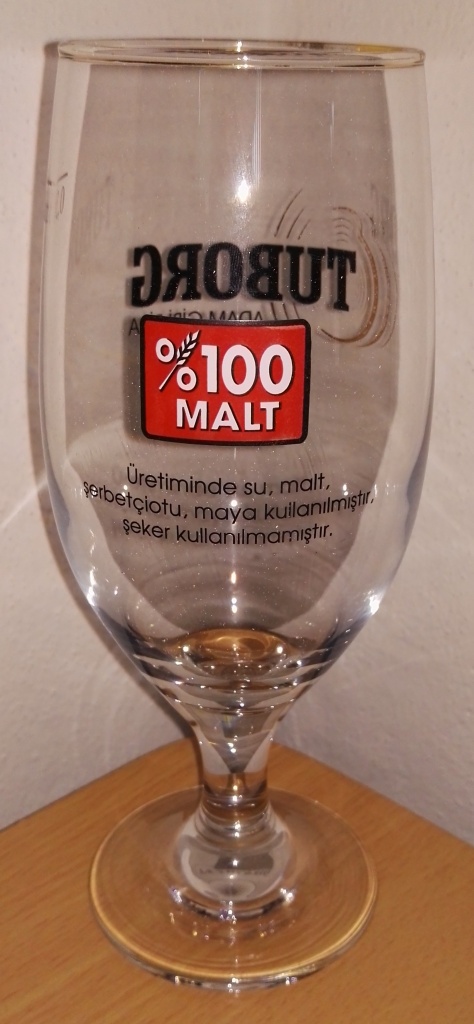 TUBORG
%100
MALT
Üretiminde su, malt,
şerbetçiotu, maya kullanılmıştır,
şeker kullanılmamıştır.